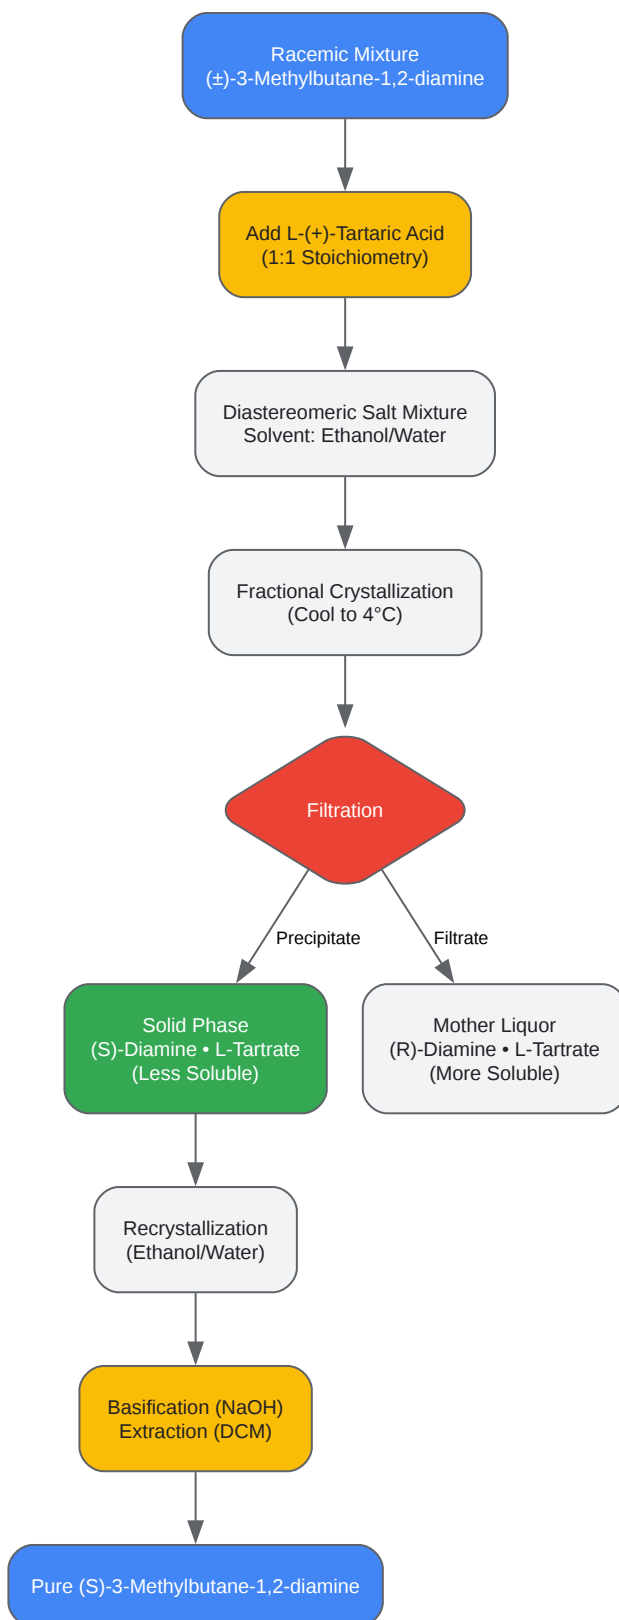 Racemic Mixture
(±)-3-Methylbutane-1,2-diamine
Add L-(+)-Tartaric Acid
(1:1 Stoichiometry)
Diastereomeric Salt Mixture
Solvent: Ethanol/Water
Fractional Crystallization
(Cool to 4°C)
Filtration
Precipitate
Filtrate
Solid Phase
(S)-Diamine • L-Tartrate
(Less Soluble)
Mother Liquor
(R)-Diamine • L-Tartrate
(More Soluble)
Recrystallization
(Ethanol/Water)
Basification (NaOH)
Extraction (DCM)
Pure (S)-3-Methylbutane-1,2-diamine